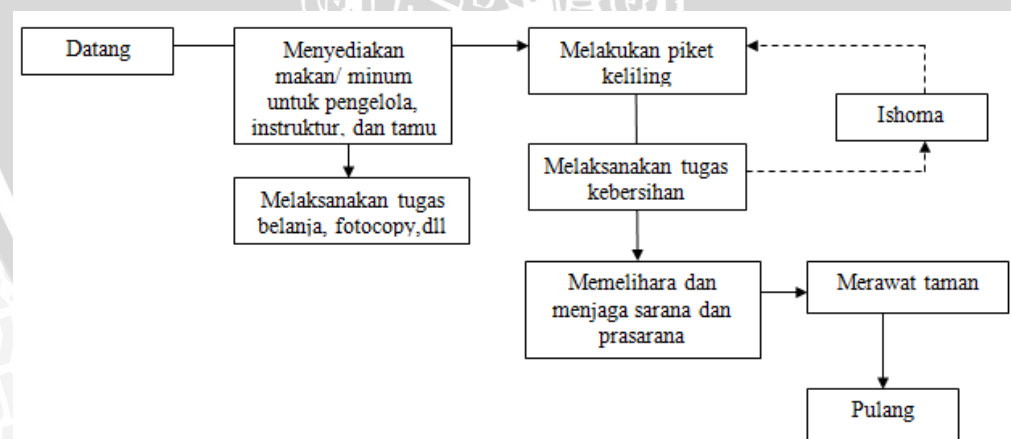 Datang
Menyediakan
makan/ minum
untuk pengelola,
instruktur, dan tamu
Melaksanakan tugas
belanja, fotocopy,dll
Melakukan piket
keliling
Ishoma
Melaksanakan tugas
kebersihan
Memelihara dan
menjaga sarana dan
prasarana
Merawat taman
Pulang